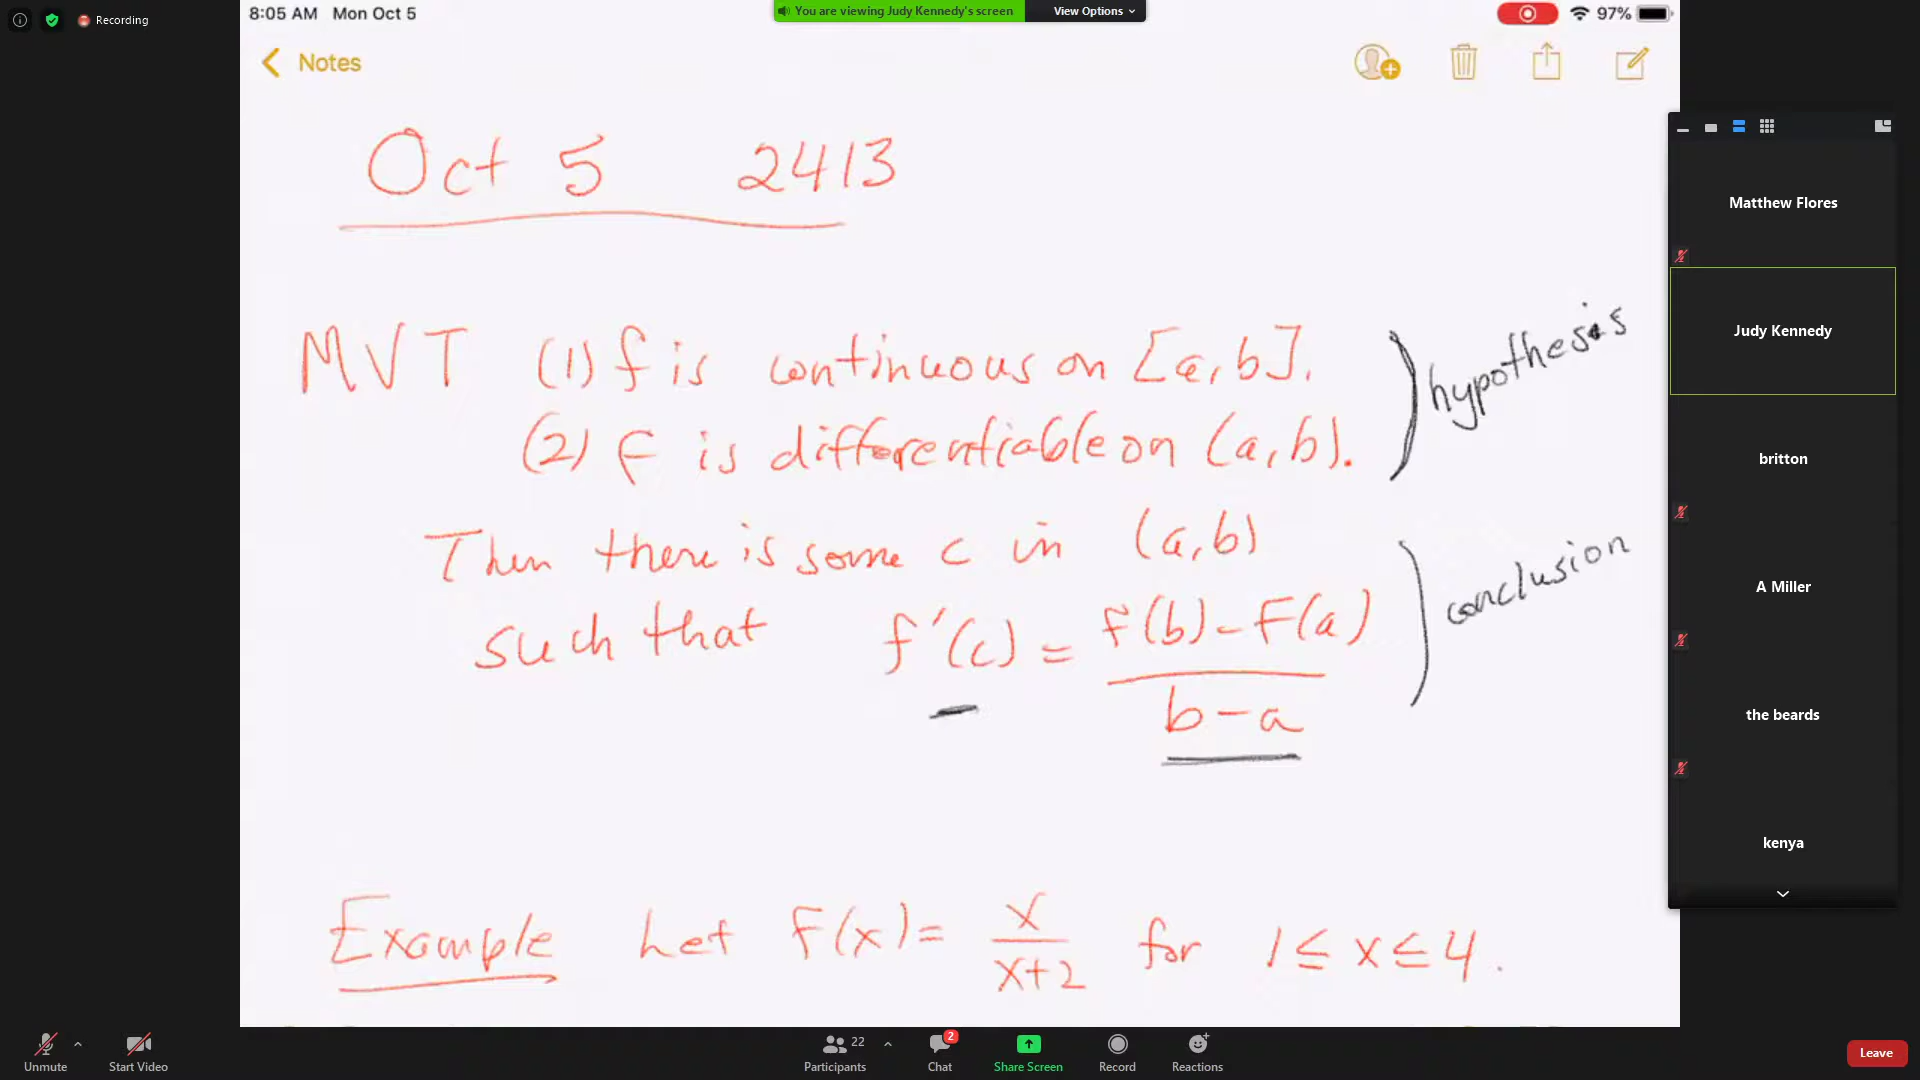 8:05 AM Mon Oct 5
Recording
You are viewing Judy Kennedy's screen
View Options
97%
Notes
Oct 5 2413
MVT (1) f is continuous on [a,b].
(2) f is differentiable on (a,b).
hypothesis
Then there is some c in (a,b)
such that f'(c) = f(b)-f(a)
b-a
conclusion
Example Let f(x) = x/x+2 for 1 ≤ x ≤ 4.
Matthew Flores
Judy Kennedy
britton
A Miller
the beards
kenya
Unmute
Start Video
Participants 22
Chat 2
Share Screen
Record
Reactions
Leave